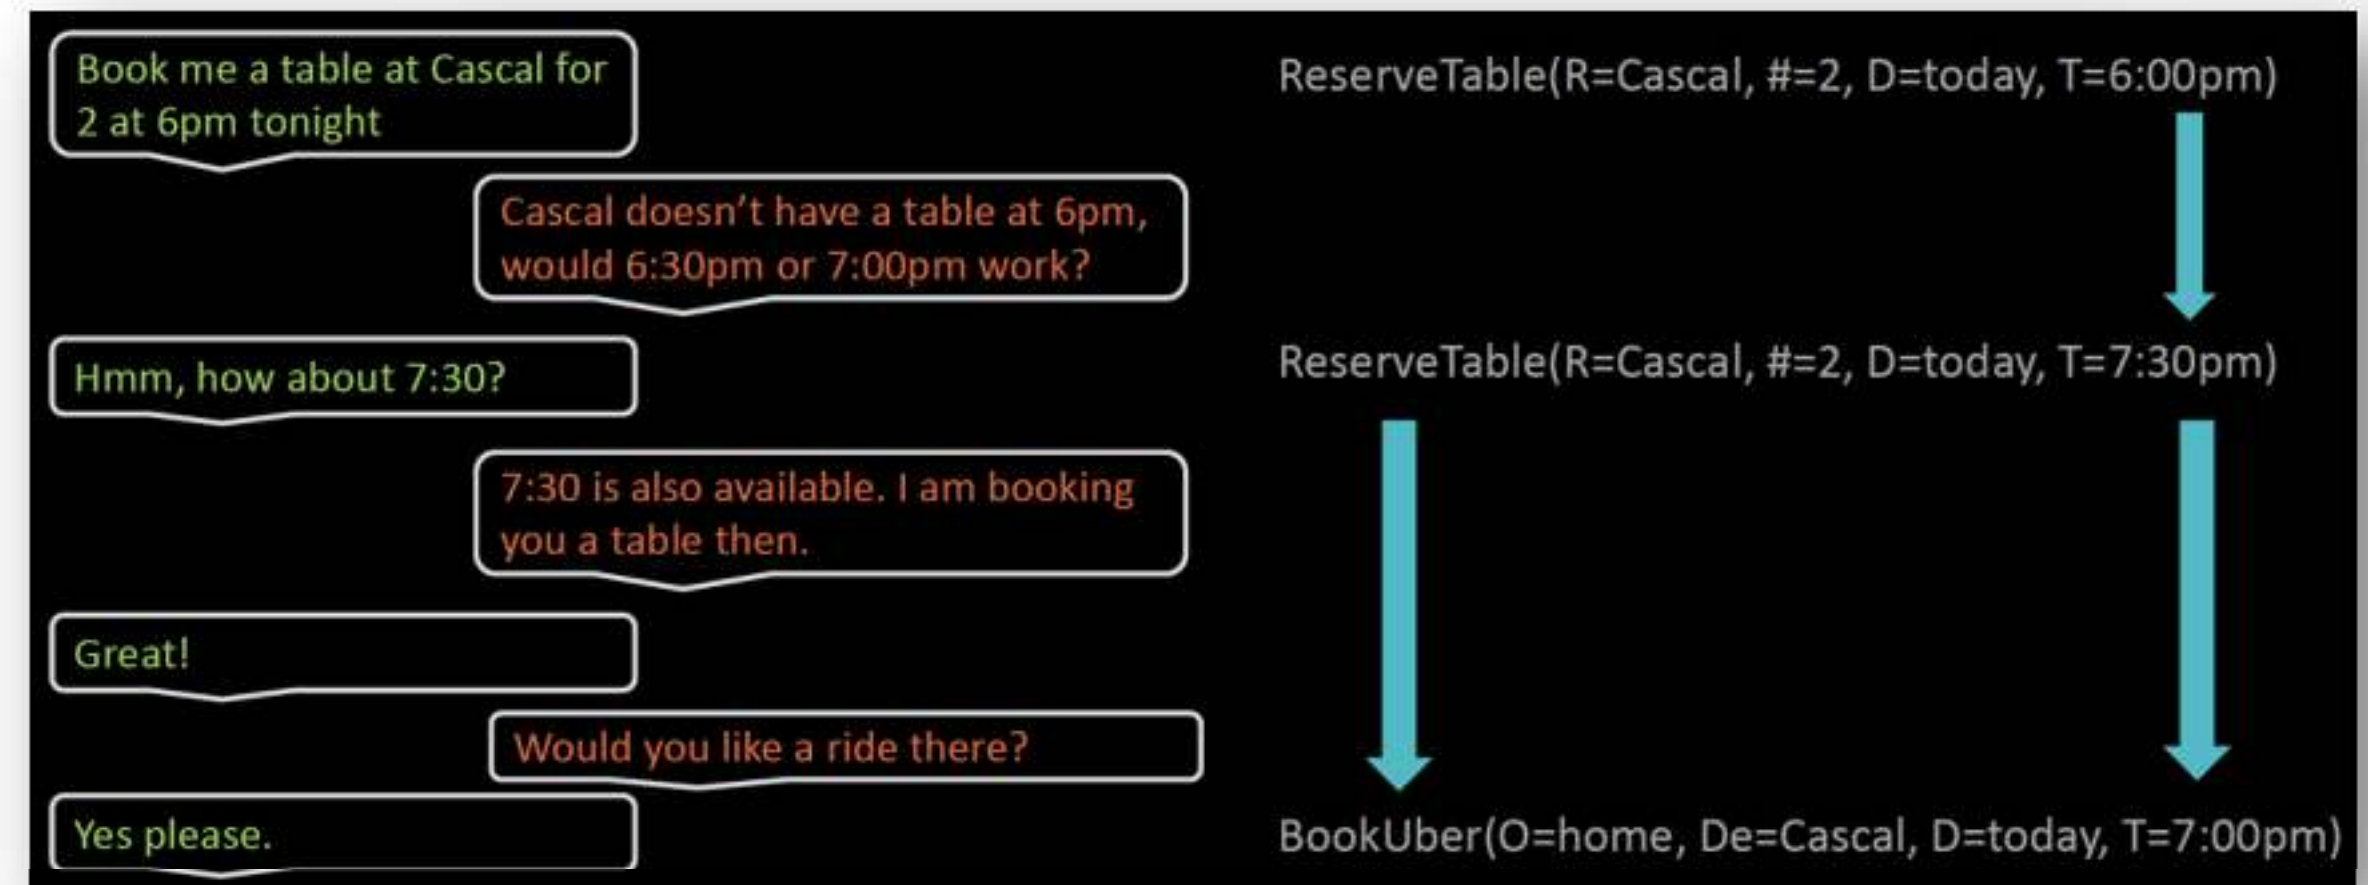 Book me a table at Cascal for
2 at 6pm tonight
ReserveTable(R=Cascal, #=2, D=today, T=6:00pm)
Cascal doesn't have a table at 6pm,
would 6:30pm or 7:00pm work?
Hmm, how about 7:30?
ReserveTable(R=Cascal, #=2, D=today, T=7:30pm)
7:30 is also available. I am booking
you a table then.
Great!
Would you like a ride there?
Yes please.
BookUber(O=home, De=Cascal, D=today, T=7:00pm)